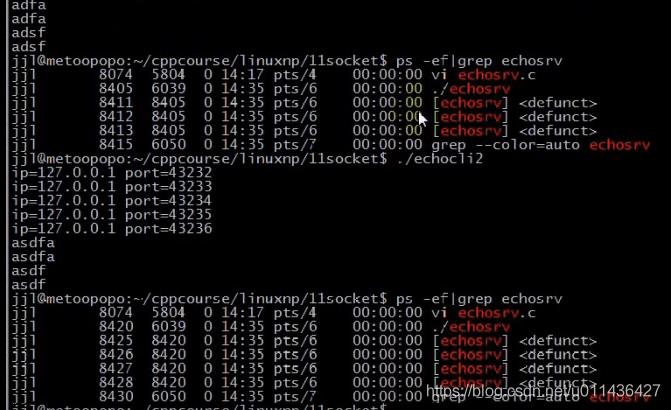 adfa
adfa
adsf
adsf
jjl@metoopopo:~/cppcourse/linuxnp/11socket$ ps -ef|grep echosrv
jjl 8074 5804 0 14:17 pts/4 00:00:00 vi echosrv.c
jjl 8405 6039 0 14:35 pts/6 00:00:00 ./echosrv
jjl 8411 8405 0 14:35 pts/6 00:00:00 [echosrv] <defunct>
jjl 8412 8405 0 14:35 pts/6 00:00:00 [echosrv] <defunct>
jjl 8413 8405 0 14:35 pts/6 00:00:00 [echosrv] <defunct>
jjl 8415 6050 0 14:35 pts/7 00:00:00 grep --color=auto echosrv
jjl@metoopopo:~/cppcourse/linuxnp/11socket$ ./echocli2
ip=127.0.0.1 port=43232
ip=127.0.0.1 port=43233
ip=127.0.0.1 port=43234
ip=127.0.0.1 port=43235
ip=127.0.0.1 port=43236
asdfa
asdfa
asdf
asdf
jjl@metoopopo:~/cppcourse/linuxnp/11socket$ ps -ef|grep echosrv
jjl 8074 5804 0 14:17 pts/4 00:00:00 vi echosrv.c
jjl 8420 6039 0 14:35 pts/6 00:00:00 ./echosrv
jjl 8425 8420 0 14:35 pts/6 00:00:00 [echosrv] <defunct>
jjl 8426 8420 0 14:35 pts/6 00:00:00 [echosrv] <defunct>
jjl 8427 8420 0 14:35 pts/6 00:00:00 [echosrv] <defunct>
jjl 8428 8420 0 14:35 pts/6 00:00:00 [echosrv] <defunct>
jjl 8430 6050 0 14:35 pts/7 00:00:00 grep --color=auto echosrv
https://blog.csdn.net/u011436427